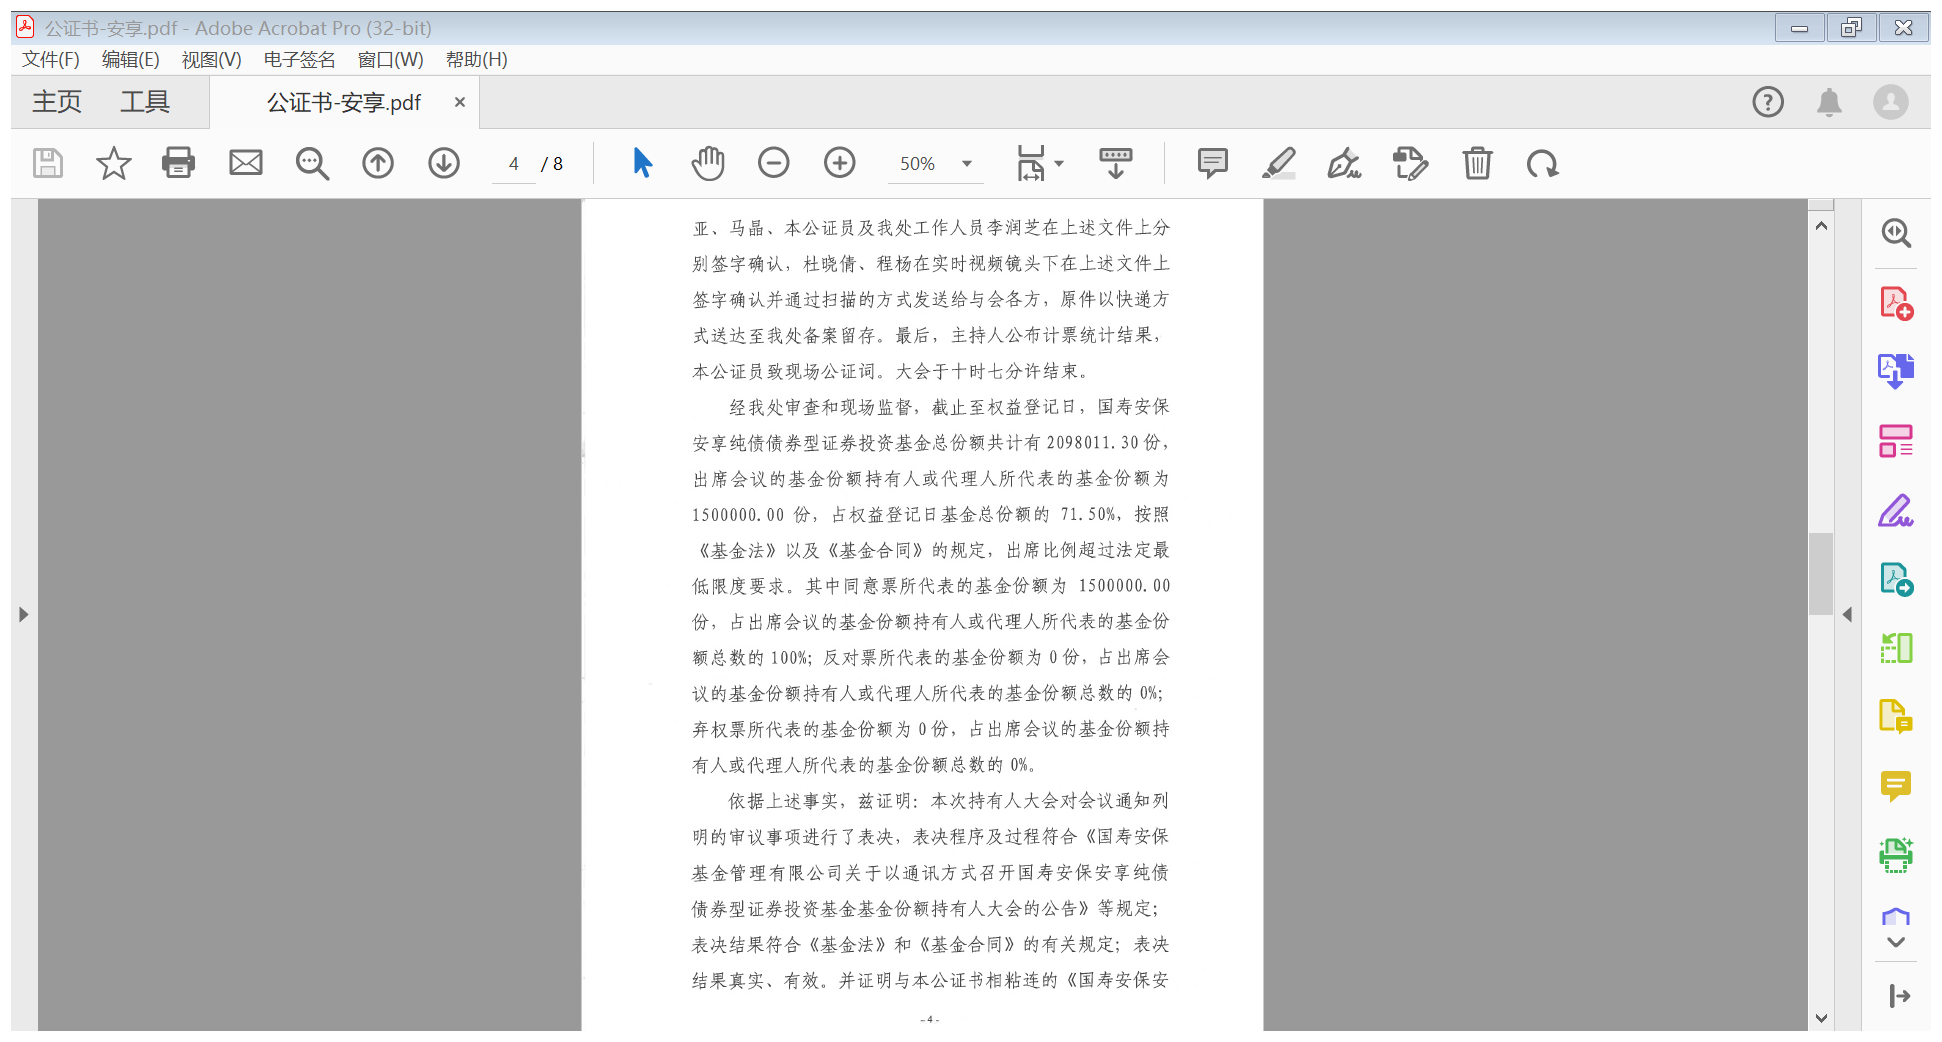 公证书-安享.pdf - Adobe Acrobat Pro (32-bit)
文件(F) 编辑(E) 视图(V) 电子签名 窗口(W) 帮助(H)
主页 工具 公证书-安享.pdf ×
4 / 8 50%
亚、马晶、本公证员及我处工作人员李润芝在上述文件上分
别签字确认，杜晓倩、程杨在实时视频镜头下在上述文件上
签字确认并通过扫描的方式发送给与会各方，原件以快递方
式送达至我处备案留存。最后，主持人公布计票统计结果，
本公证员致现场公证词。大会于十时七分许结束。
经我处审查和现场监督，截止至权益登记日，国寿安保
安享纯债债券型证券投资基金总份额共计有 2098011.30 份，
出席会议的基金份额持有人或代理人所代表的基金份额为
1500000.00 份，占权益登记日基金总份额的 71.50%，按照
《基金法》以及《基金合同》的规定，出席比例超过法定最
低限度要求。其中同意票所代表的基金份额为 1500000.00
份，占出席会议的基金份额持有人或代理人所代表的基金份
额总数的 100%；反对票所代表的基金份额为 0 份，占出席会
议的基金份额持有人或代理人所代表的基金份额总数的 0%；
弃权票所代表的基金份额为 0 份，占出席会议的基金份额持
有人或代理人所代表的基金份额总数的 0%。
依据上述事实，兹证明：本次持有人大会对会议通知列
明的审议事项进行了表决，表决程序及过程符合《国寿安保
基金管理有限公司关于以通讯方式召开国寿安保安享纯债
债券型证券投资基金基金份额持有人大会的公告》等规定；
表决结果符合《基金法》和《基金合同》的有关规定；表决
结果真实、有效。并证明与本公证书相粘连的《国寿安保安
-4-